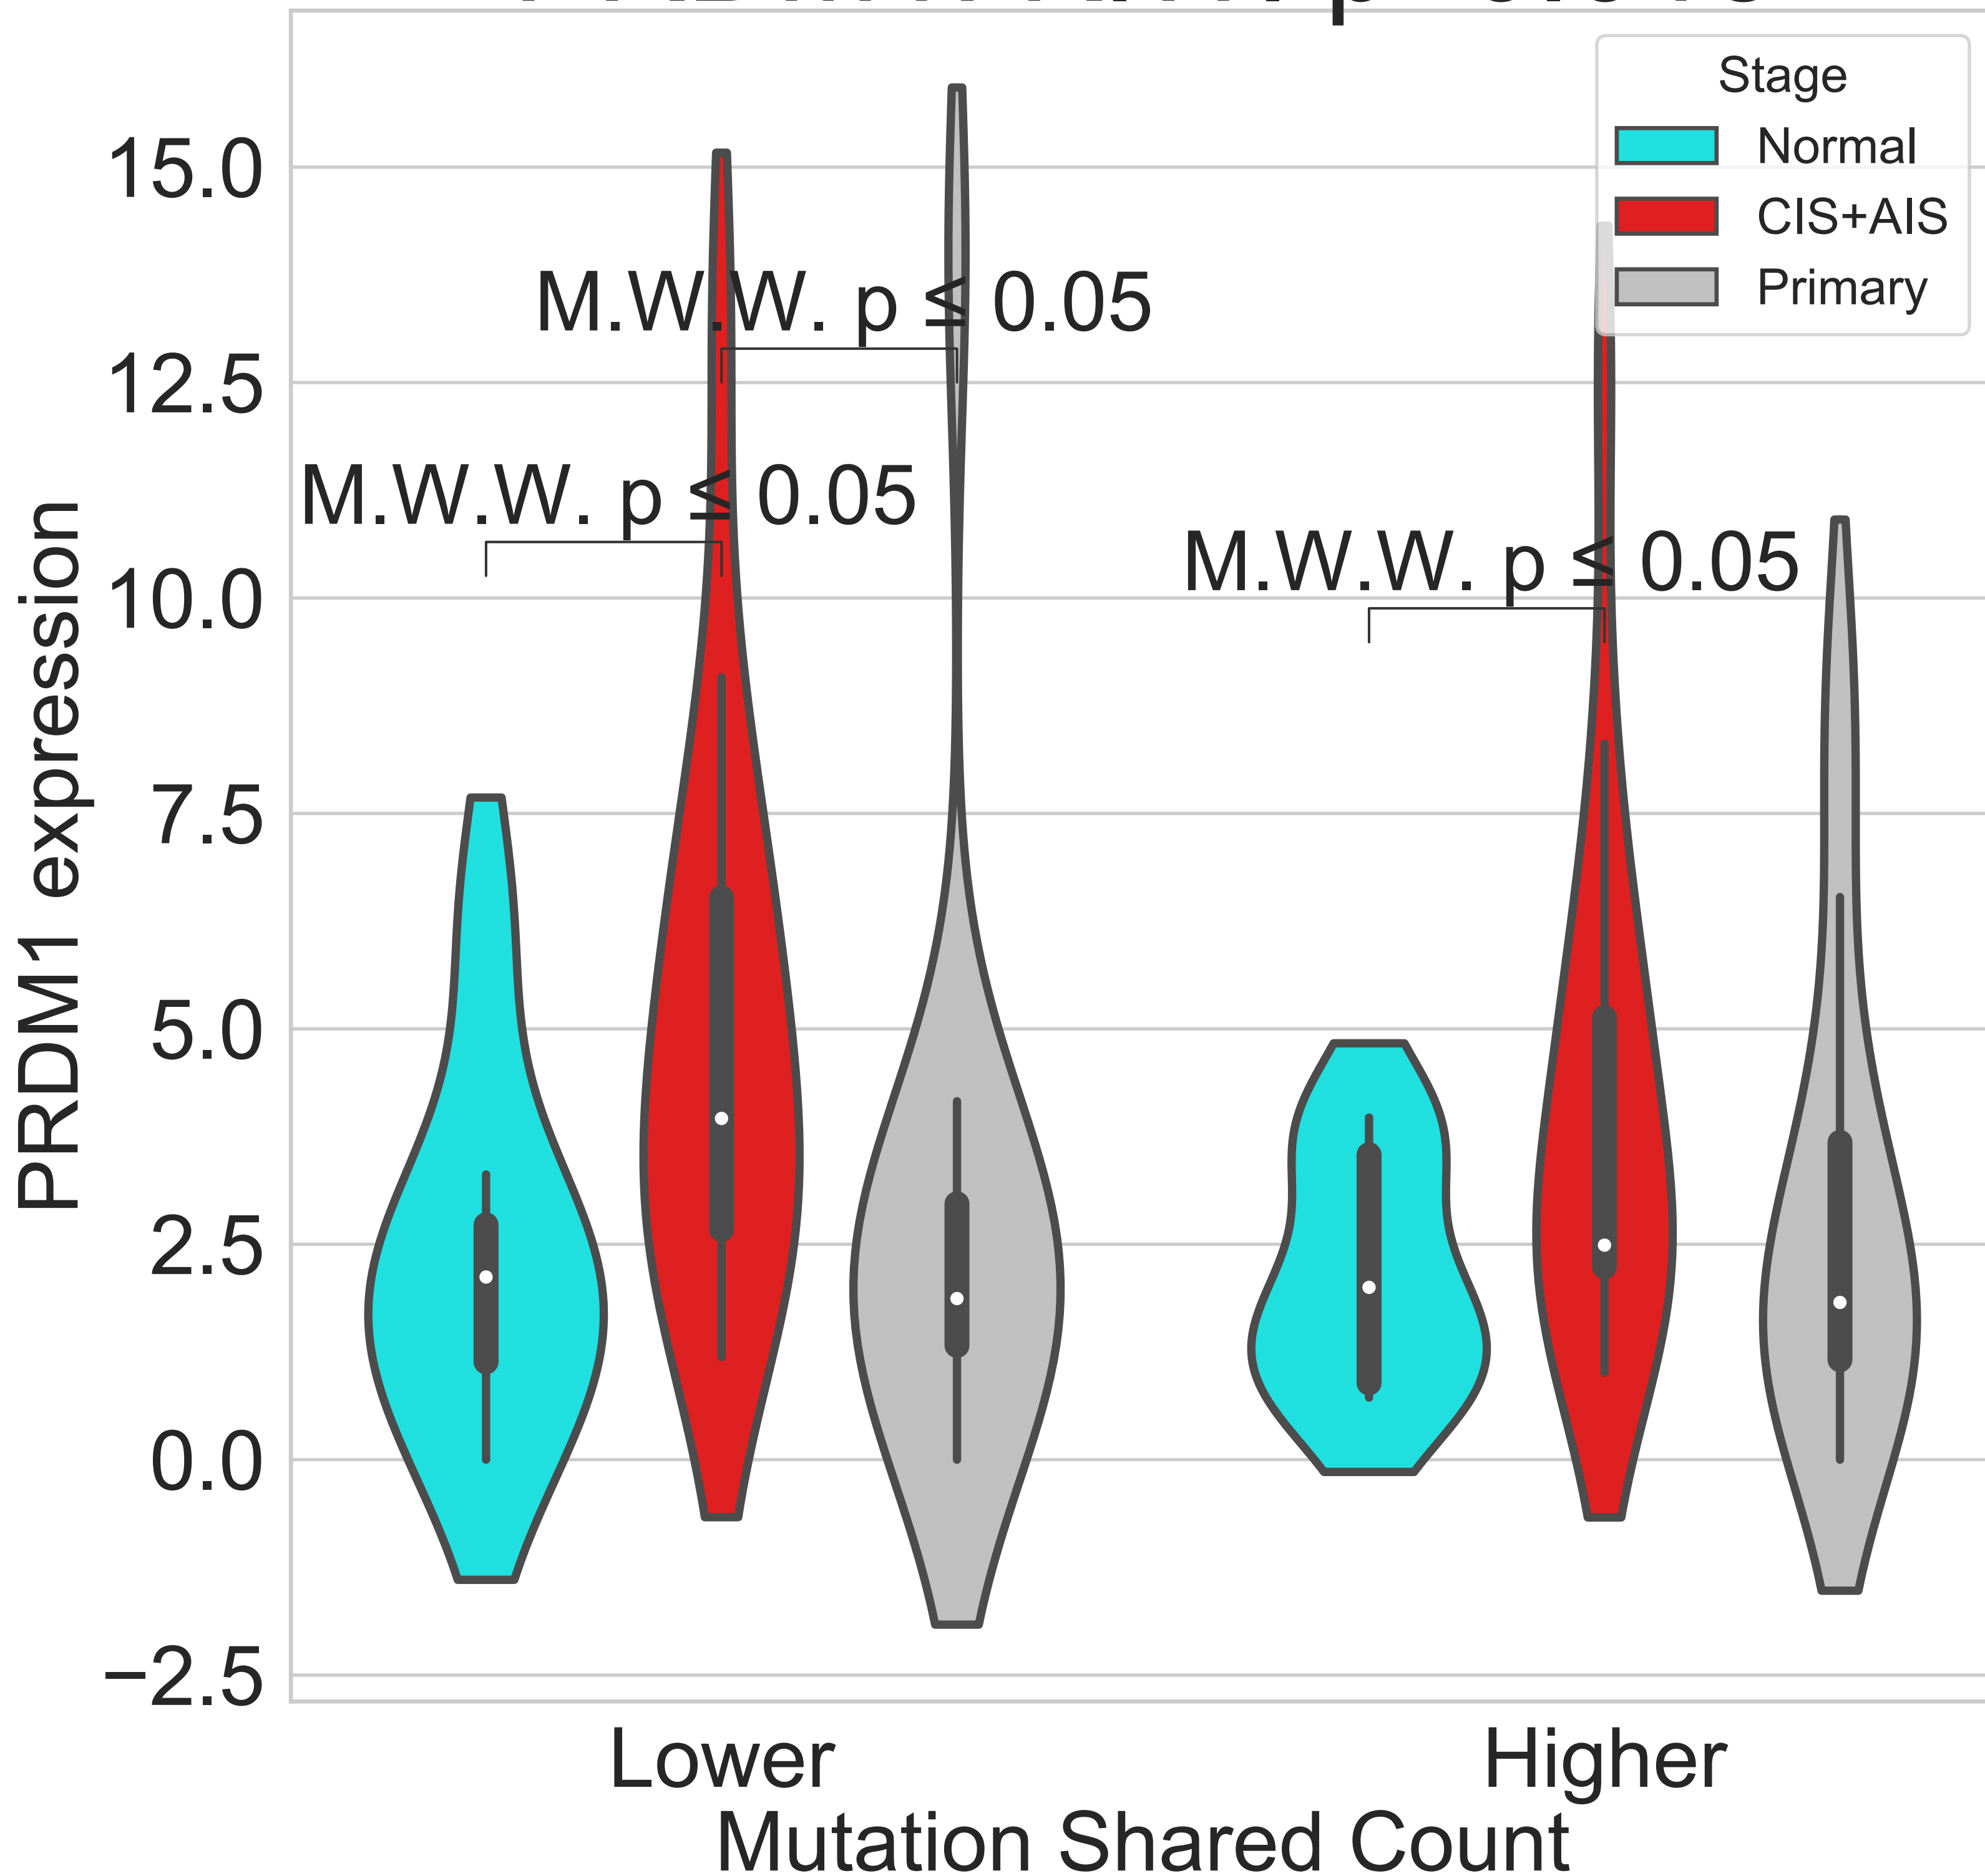 Stage
Normal
CIS+AIS
Primary
15.0
12.5
10.0
7.5
5.0
2.5
0.0
−2.5
PRDM1 expression
M.W.W. p ≤ 0.05
M.W.W. p ≤ 0.05
M.W.W. p ≤ 0.05
Lower
Higher
Mutation Shared Count